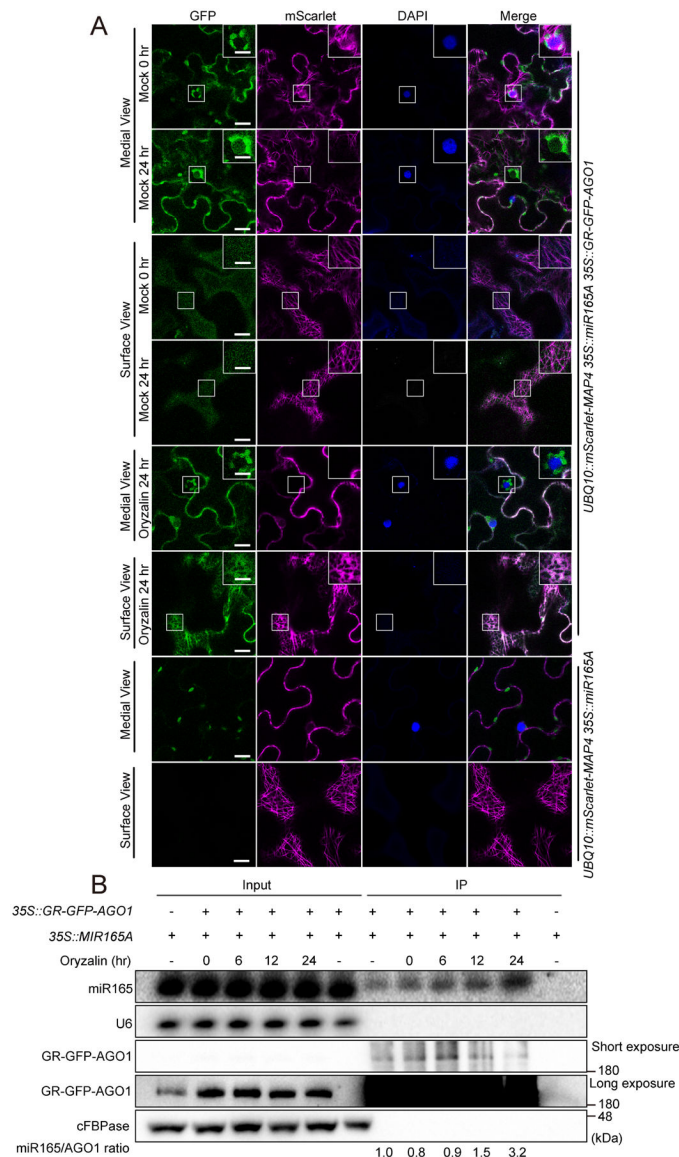 A
GFP mScarlet DAPI Merge
Medial View
Mock 0 hr
Mock 24 hr
Surface View
Mock 0 hr
Mock 24 hr
Medial View
Oryzalin 24 hr
Surface View
Oryzalin 24 hr
Medial View
Surface View
UBQ10::mScarlet-MAP4 35S::miR165A 35S::GR-GFP-AGO1
UBQ10::mScarlet-MAP4 35S::miR165A
B
Input IP
35S::GR-GFP-AGO1 - + + + + + + + + + + -
35S::MIR165A + + + + + + + + + + + +
Oryzalin (hr) - 0 6 12 24 - - 0 6 12 24 -
miR165
U6
GR-GFP-AGO1 Short exposure
180
GR-GFP-AGO1 Long exposure
180
cFBPase 48
(kDa)
miR165/AGO1 ratio 1.0 0.8 0.9 1.5 3.2